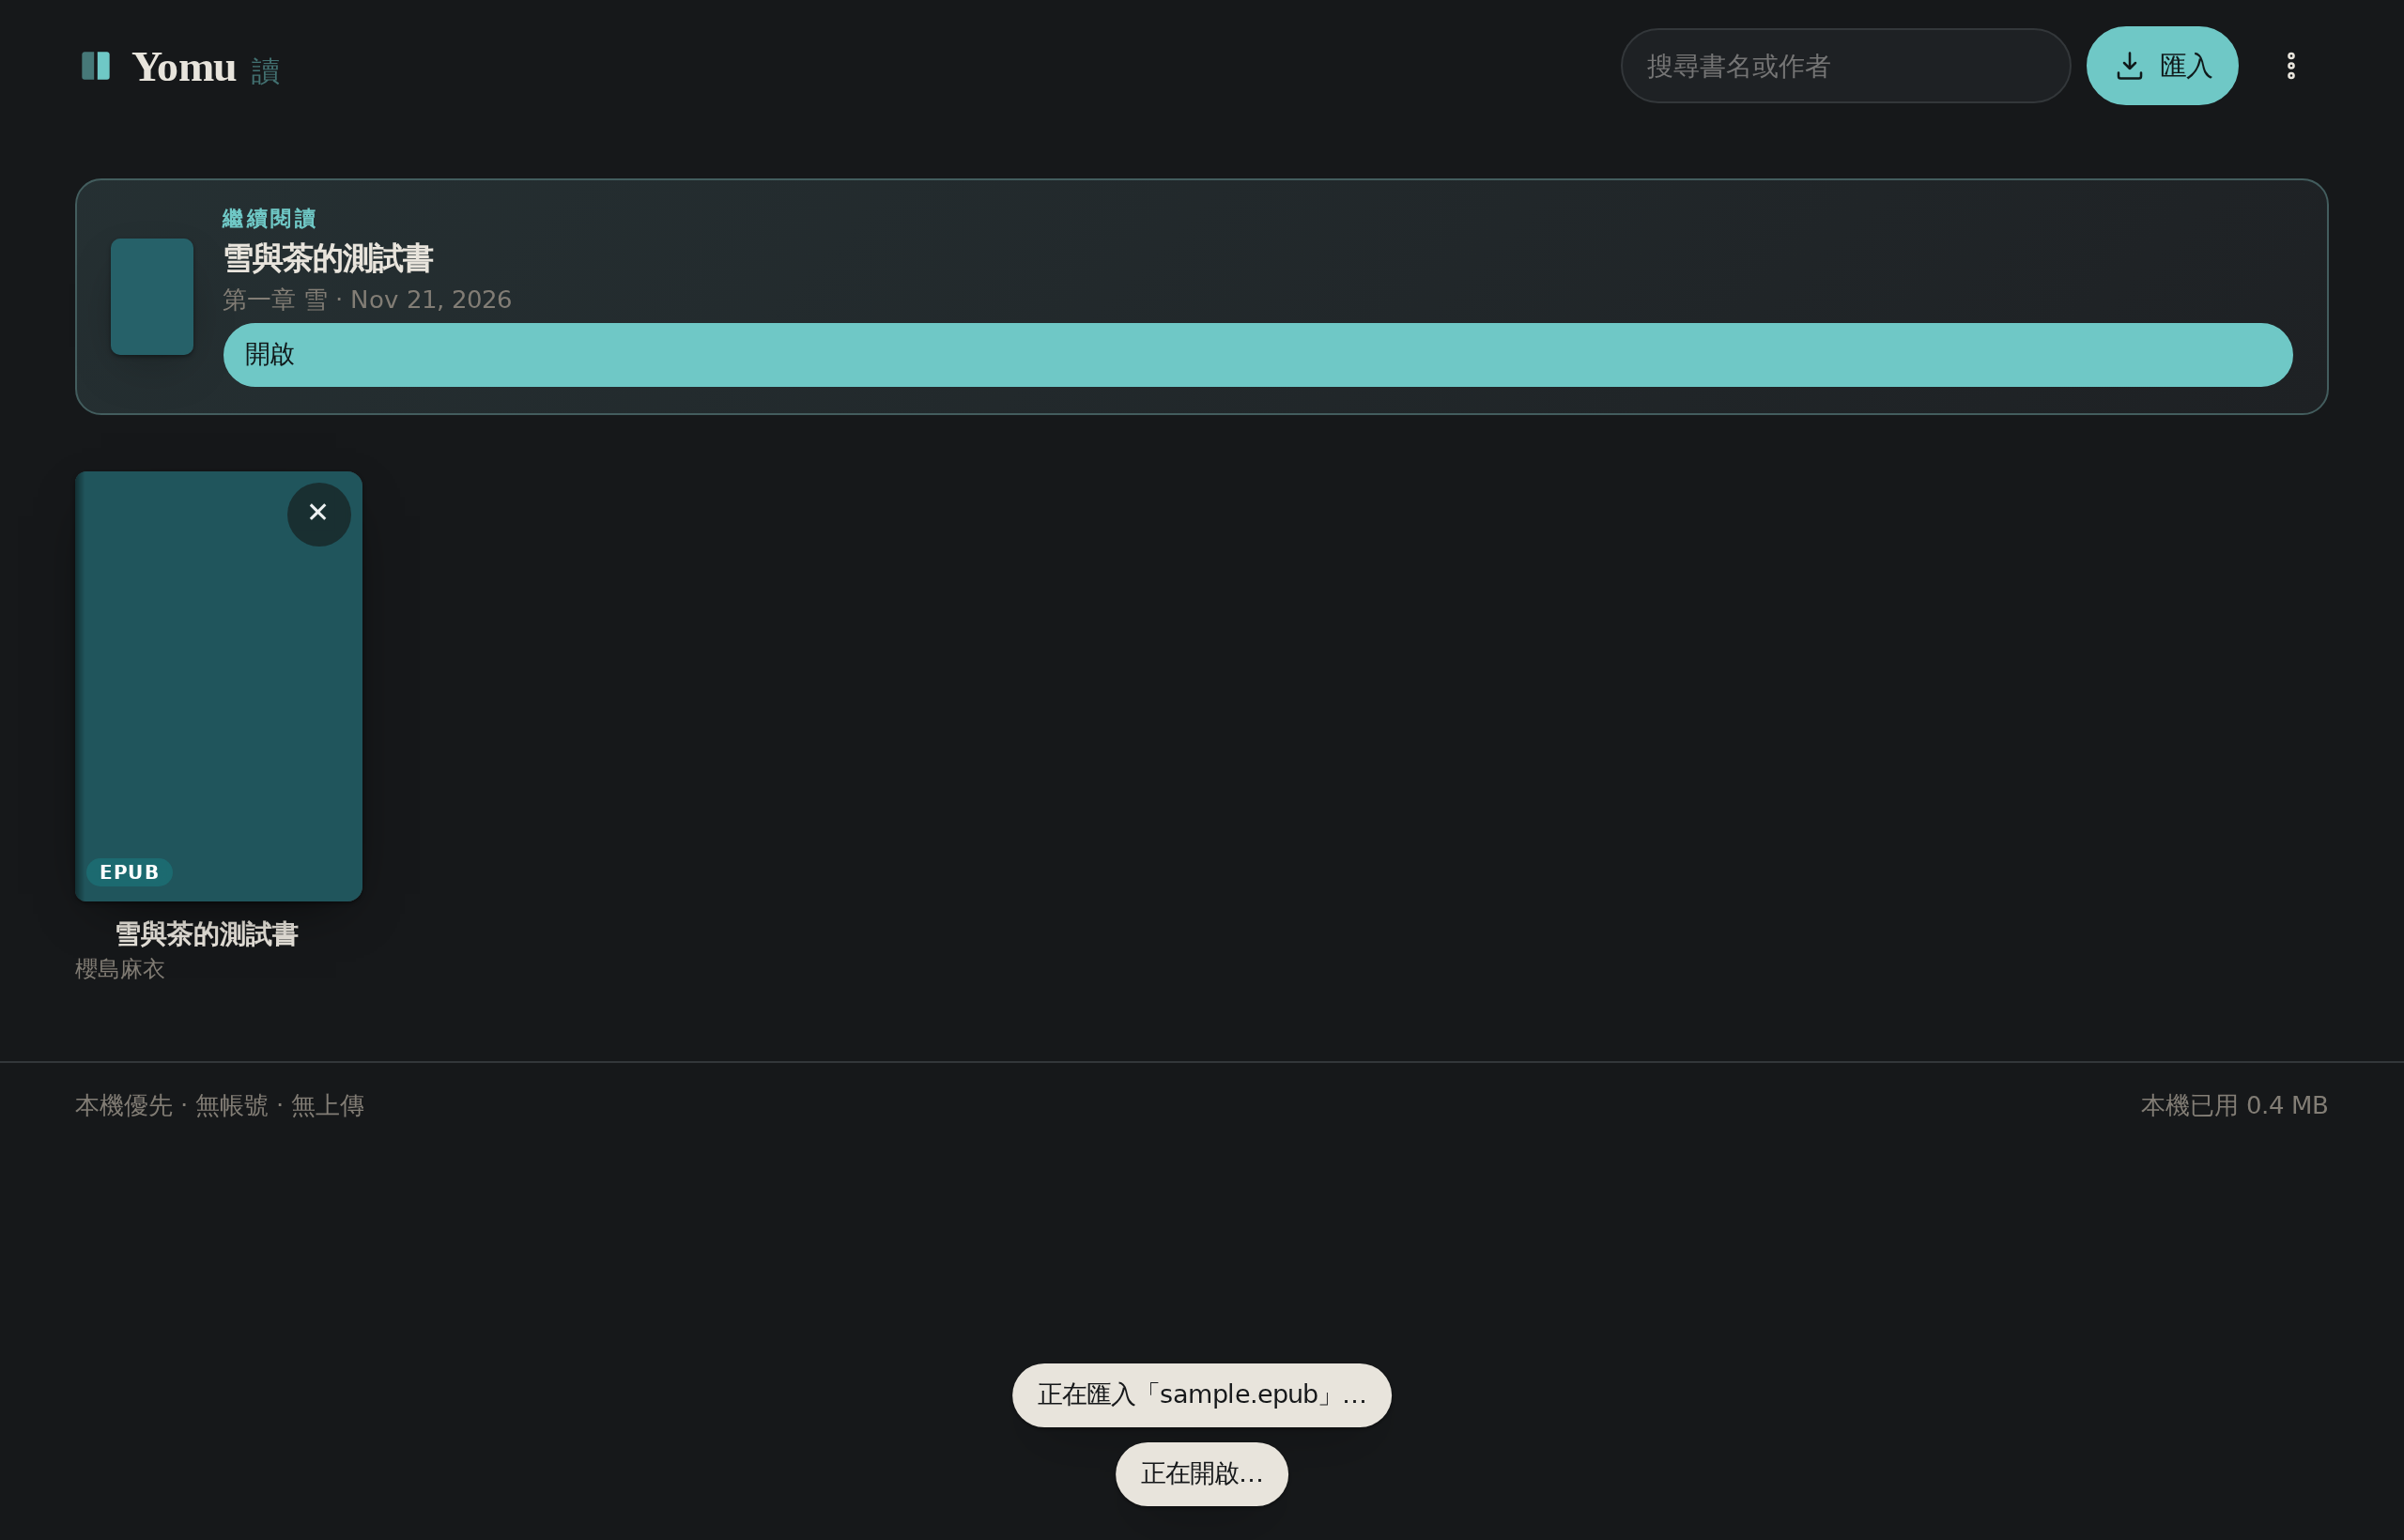 Yomu 讀
搜尋書名或作者
匯入
繼續閱讀
雪與茶的測試書
第一章 雪 · Nov 21, 2026
開啟
EPUB
雪與茶的測試書
櫻島麻衣
本機優先 · 無帳號 · 無上傳
本機已用 0.4 MB
正在匯入「sample.epub」…
正在開啟…